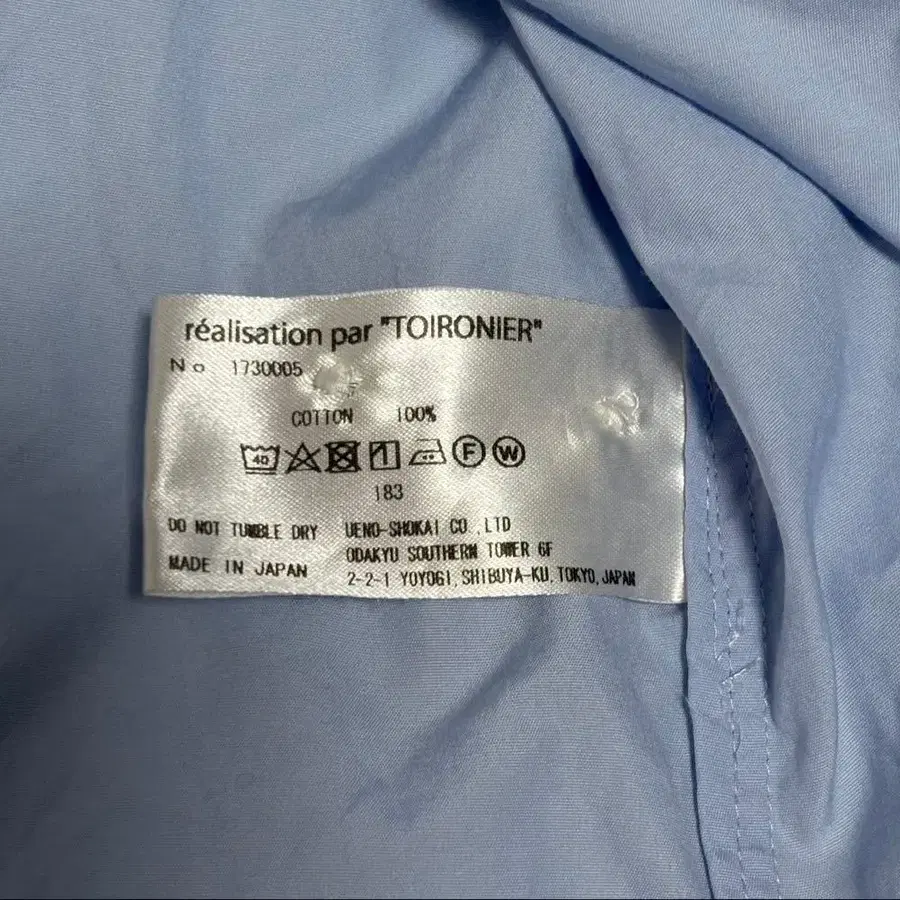 réalisation par "TOIRONIER"
No 1730005
COTTON 100%
40 F W
183
DO NOT TUMBLE DRY UENO-SHOKAI CO.,LTD
ODAKYU SOUTHERN TOWER 6F
MADE IN JAPAN 2-2-1 YOYOGI, SHIBUYA-KU, TOKYO, JAPAN